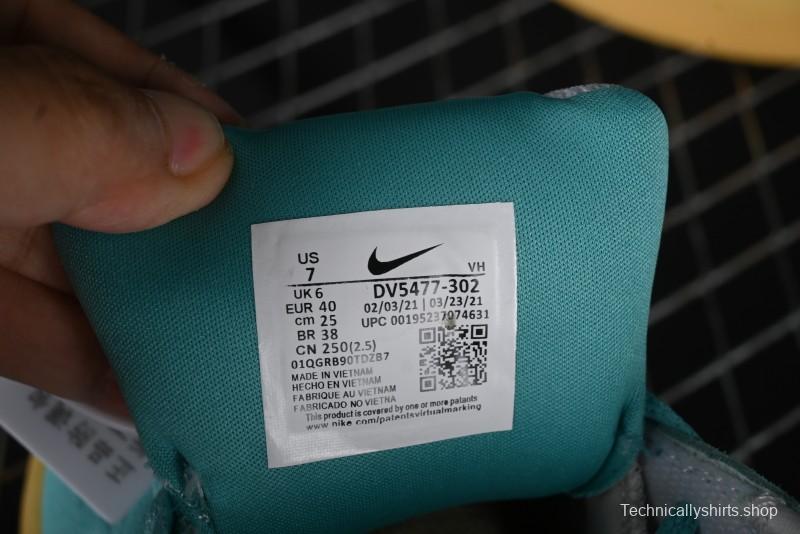 US
7
VH
UK 6
EUR 40
cm 25
BR 38
CN 250(2.5)
DV5477-302
02/03/21 | 03/23/21
UPC 00195237074631
01QGRB90TDZB7
MADE IN VIETNAM
HECHO EN VIETNAM
FABRIQUE AU VIETNAM
FABRICADO NO VIETNA
This product is covered by one or more patants
www.nike.com/patentsvirtualmarking
Technicallyshirts.shop